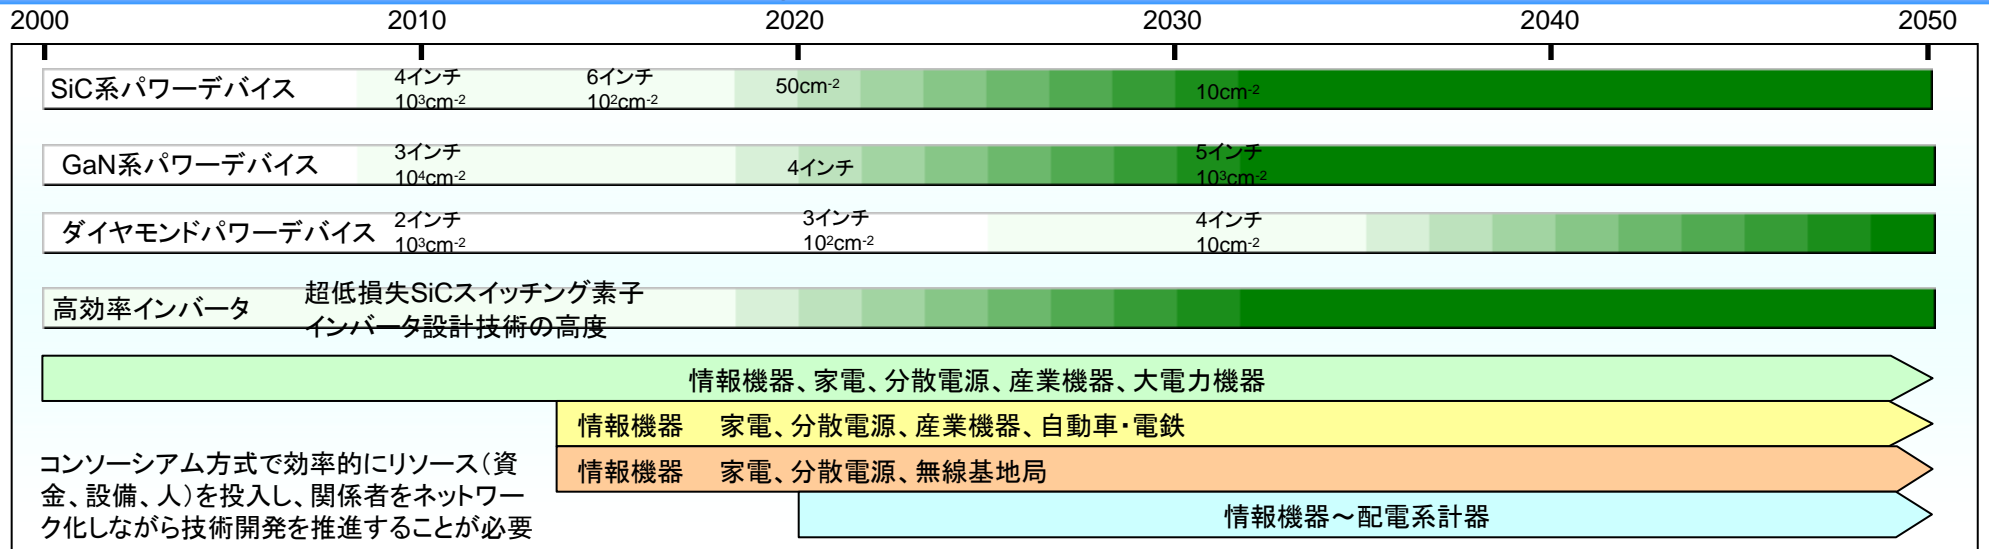 2000 2010 2020 2030 2040 2050
SiC系パワーデバイス
4インチ
10³cm⁻²
6インチ
10²cm⁻²
50cm⁻²
10cm⁻²
GaN系パワーデバイス
3インチ
10⁴cm⁻²
4インチ
5インチ
10³cm⁻²
ダイヤモンドパワーデバイス
2インチ
10³cm⁻²
3インチ
10²cm⁻²
4インチ
10cm⁻²
高効率インバータ
超低損失SiCスイッチング素子
インバータ設計技術の高度
情報機器、家電、分散電源、産業機器、大電力機器
情報機器 家電、分散電源、産業機器、自動車・電鉄
情報機器 家電、分散電源、無線基地局
情報機器～配電系計器
コンソーシアム方式で効率的にリソース(資
金、設備、人)を投入し、関係者をネットワー
ク化しながら技術開発を推進することが必要